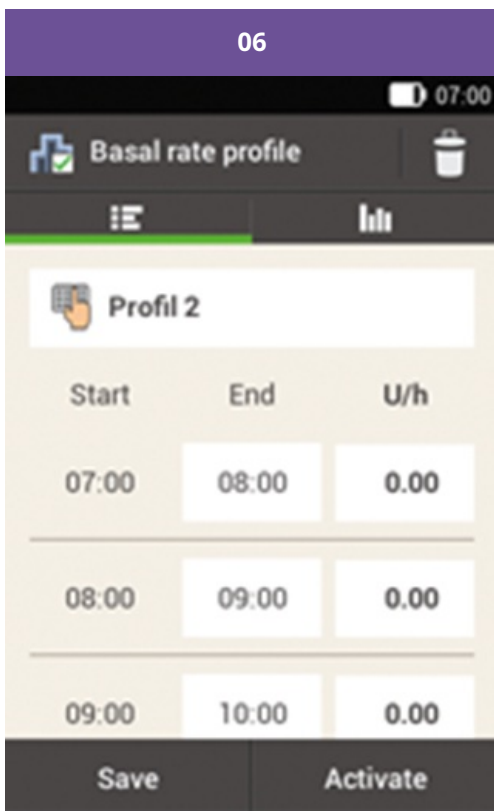 06
07:00
Basal rate profile
Profil 2
Start End U/h
07:00 08:00 0.00
08:00 09:00 0.00
09:00 10:00 0.00
Save Activate